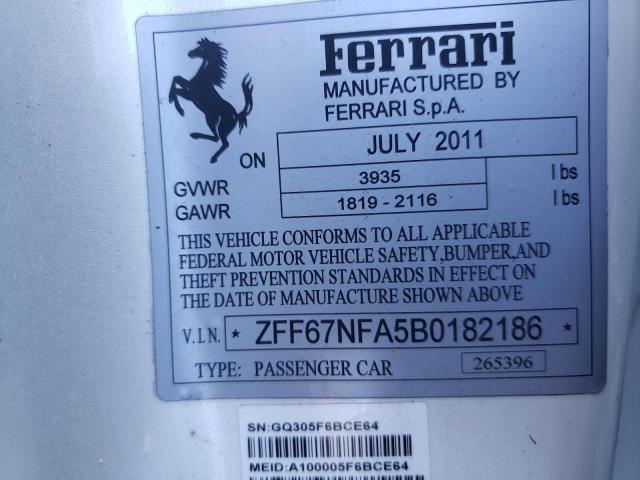 Ferrari
MANUFACTURED BY
FERRARI S.p.A.
ON JULY 2011
GVWR 3935 lbs
GAWR 1819 - 2116 lbs
THIS VEHICLE CONFORMS TO ALL APPLICABLE
FEDERAL MOTOR VEHICLE SAFETY,BUMPER,AND
THEFT PREVENTION STANDARDS IN EFFECT ON
THE DATE OF MANUFACTURE SHOWN ABOVE
V.I.N. * ZFF67NFA5B0182186 *
TYPE: PASSENGER CAR 265396
SN:GQ305F6BCE64
MEID:A100005F6BCE64